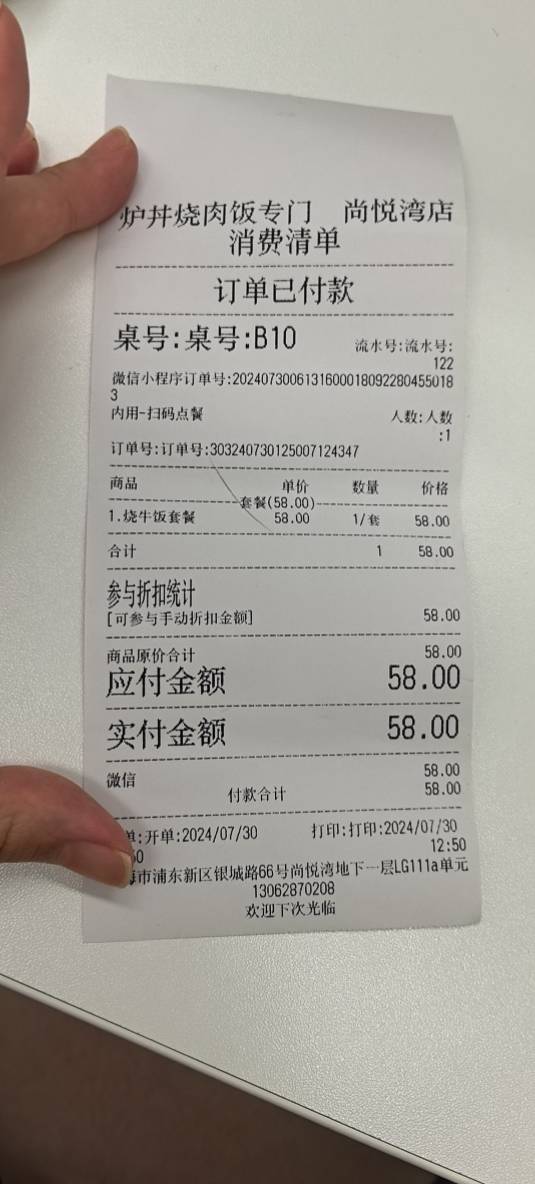 炉丼烧肉饭专门 尚悦湾店
消费清单
订单已付款
桌号:桌号:B10
流水号:流水号:
122
微信小程序订单号:2024073006131600018092280455018
3
内用-扫码点餐 人数:人数
:1
订单号:订单号:303240730125007124347
商品 单价 数量 价格
套餐(58.00)
1.烧牛饭套餐 58.00 1/套 58.00
合计 1 58.00
参与折扣统计
[可参与手动折扣金额] 58.00
商品原价合计 58.00
应付金额 58.00
实付金额 58.00
微信 58.00
付款合计 58.00
单:开单:2024/07/30 打印:打印:2024/07/30
50 12:50
海市浦东新区银城路66号尚悦湾地下一层LG111a单元
13062870208
欢迎下次光临